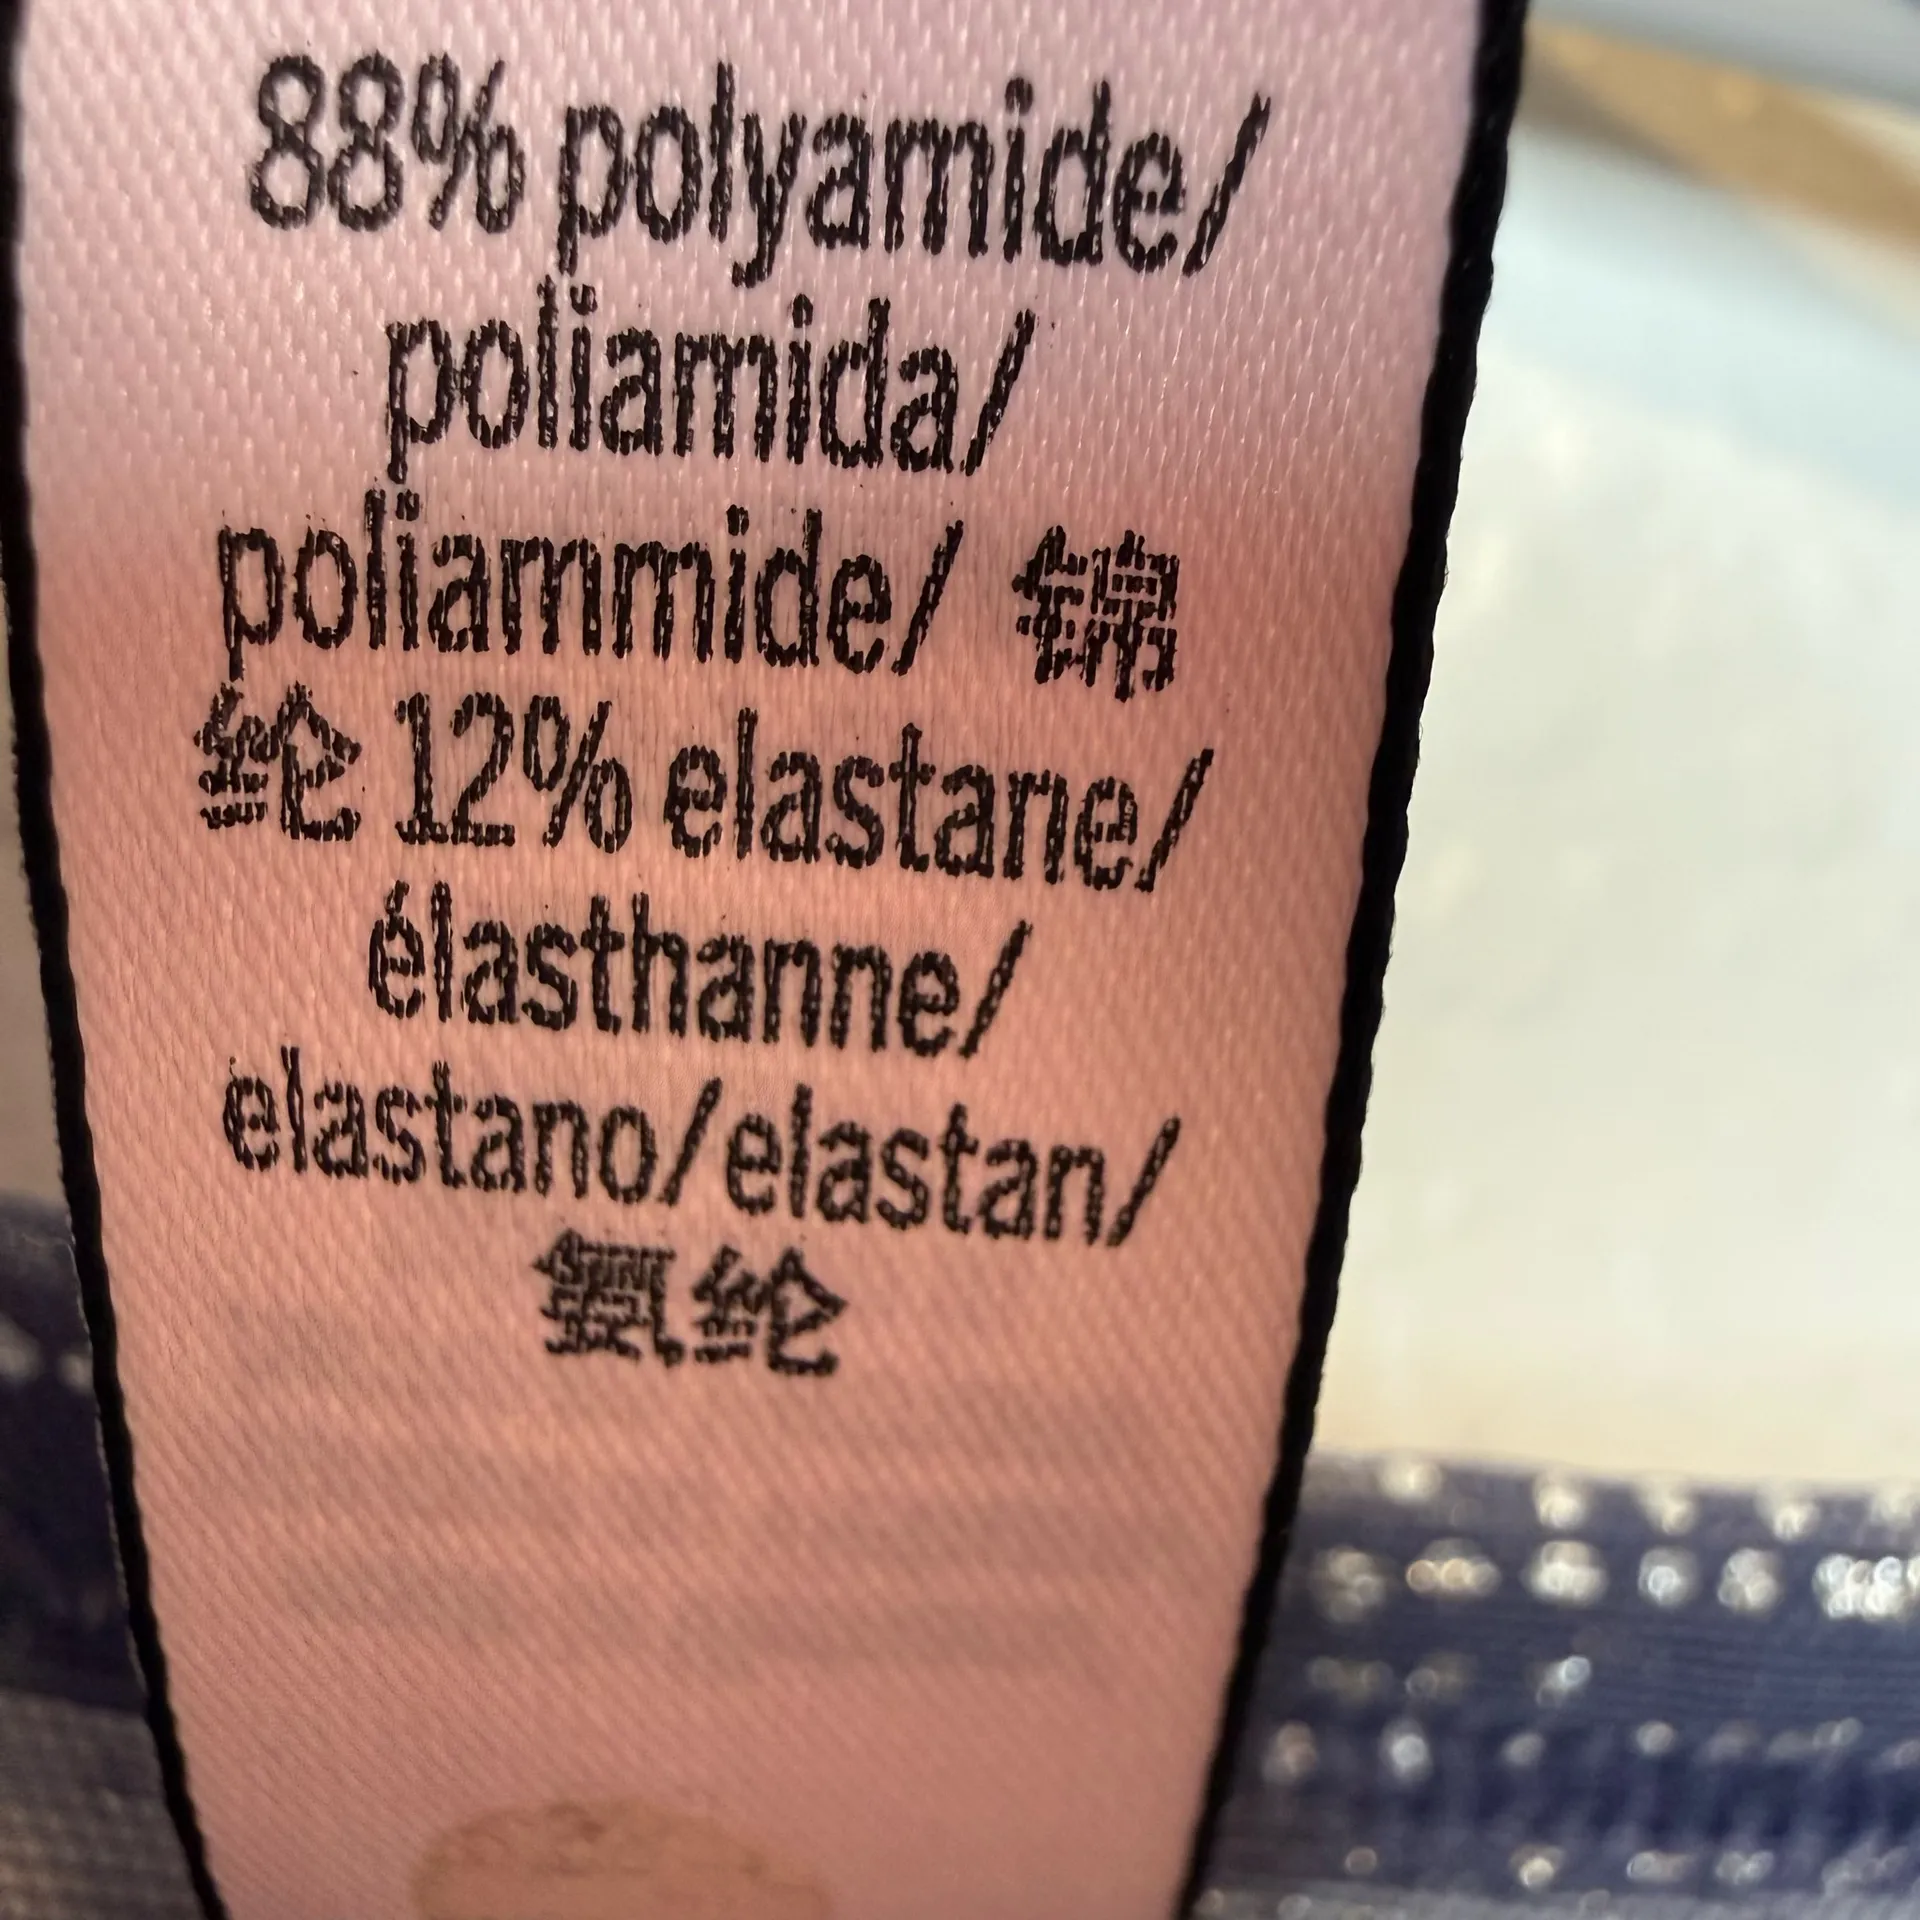 88% polyamide/
poliamida/
poliammide/ 锦
纶 12% elastane/
élasthanne/
elastano/elastan/
氨纶